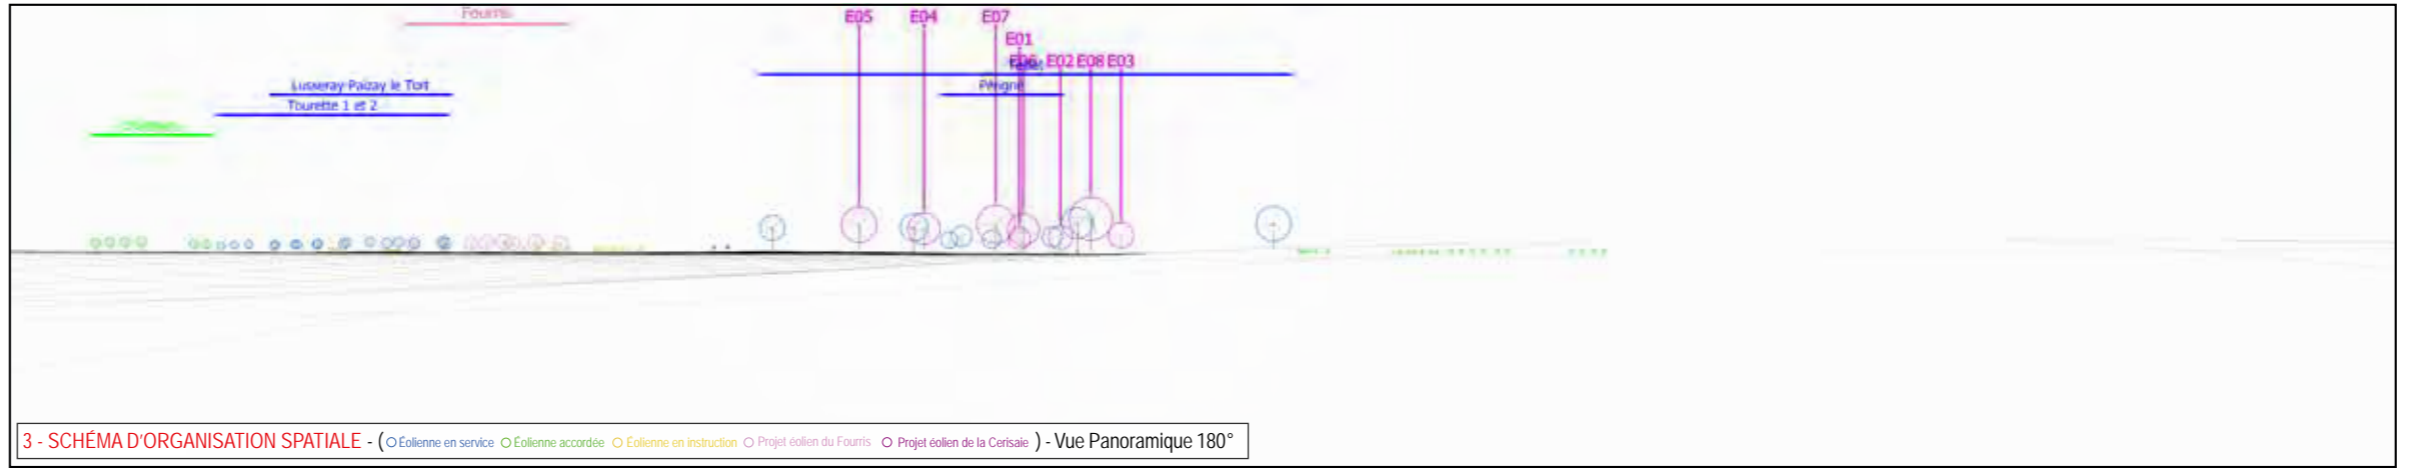 Fourris
E05 E04 E07
E01
E02 E08 E03
Lusseray-Paizay le Tort
Périgné
Tourette 1 et 2
3 - SCHÉMA D'ORGANISATION SPATIALE - ( Éolienne en service Éolienne accordée Éolienne en instruction Projet éolien du Fourris Projet éolien de la Cerisaie ) - Vue Panoramique 180°